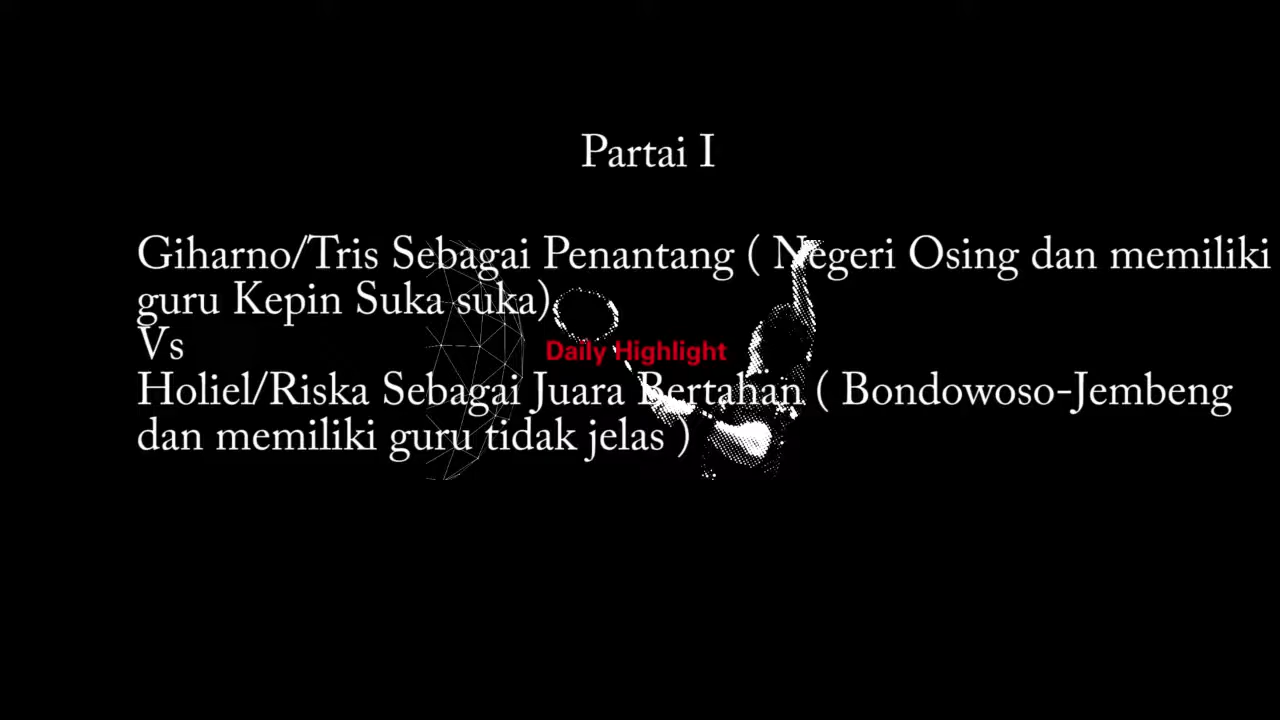 Partai I
Giharno/Tris Sebagai Penantang ( Negeri Osing dan memiliki
guru Kepin Suka suka)
Vs
Daily Highlight
Holiel/Riska Sebagai Juara Bertahan ( Bondowoso-Jembeng
dan memiliki guru tidak jelas )